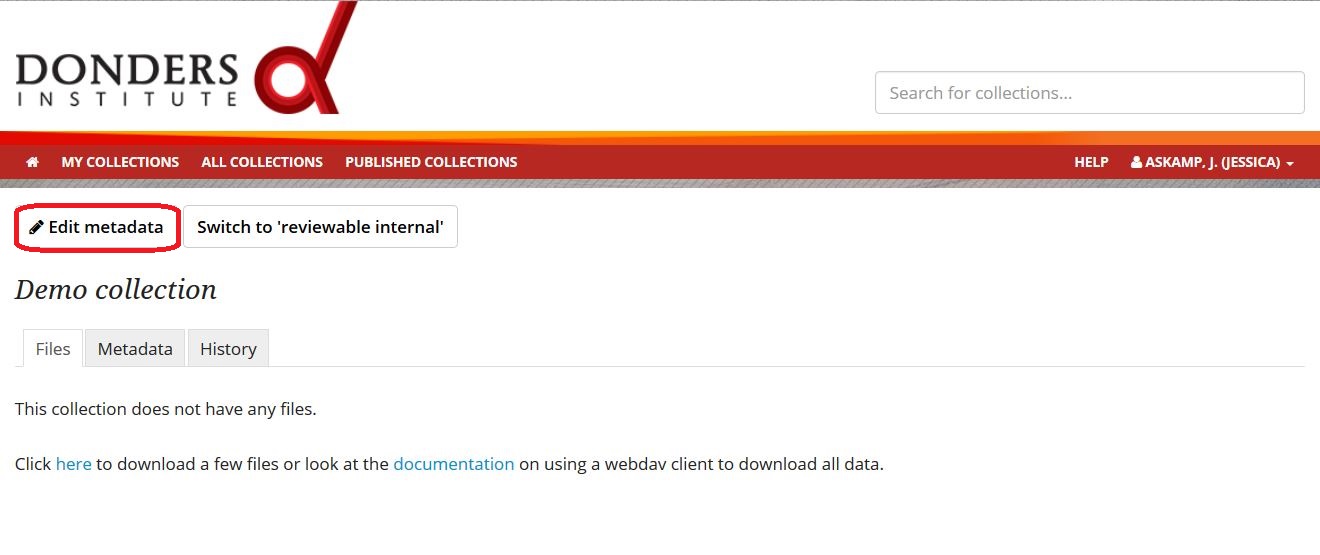 DONDERS
INSTITUTE
Search for collections...
MY COLLECTIONS ALL COLLECTIONS PUBLISHED COLLECTIONS HELP ASKAMP, J. (JESSICA)
Edit metadata Switch to 'reviewable internal'
Demo collection
Files Metadata History
This collection does not have any files.
Click here to download a few files or look at the documentation on using a webdav client to download all data.